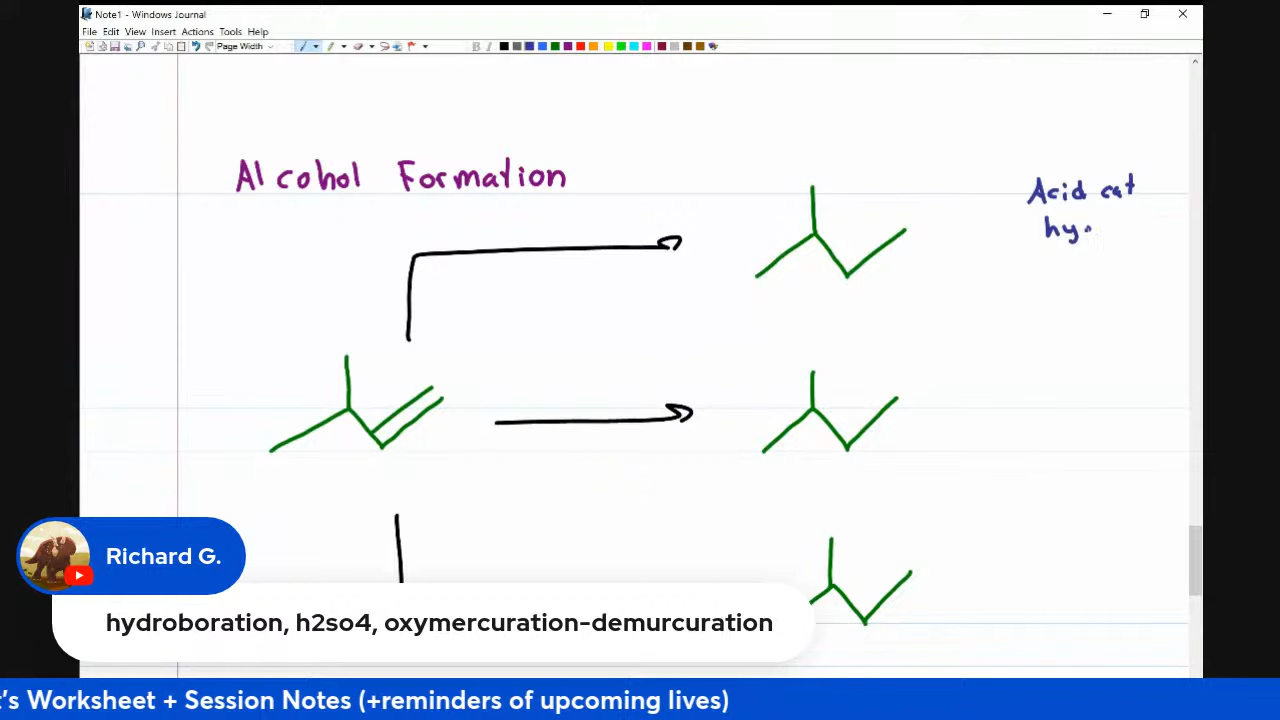 Note1 - Windows Journal
File Edit View Insert Actions Tools Help
Page Width
B I
Alcohol Formation
Acid cat
hy
Richard G.
hydroboration, h2so4, oxymercuration-demurcuration
t's Worksheet + Session Notes (+reminders of upcoming lives)